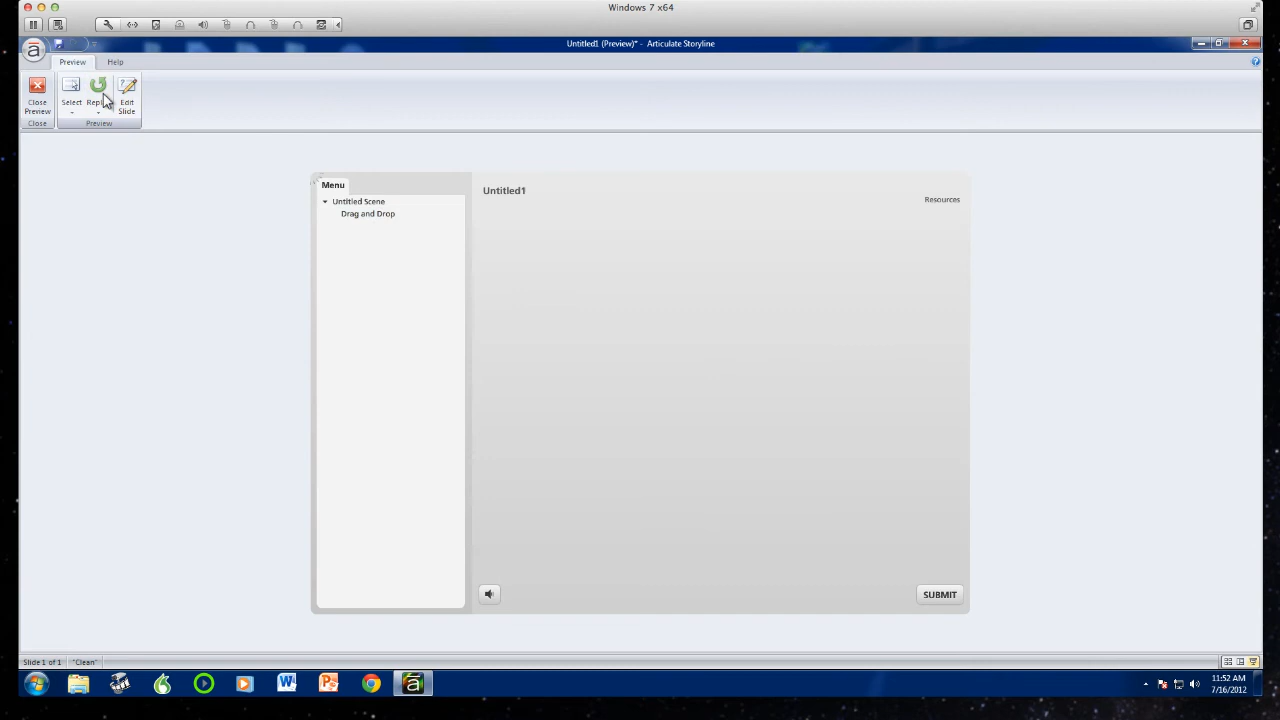 Windows 7 x64
Untitled1 (Preview)* - Articulate Storyline
Preview
Help
Close Preview
Select
Edit Slide
Close
Preview
Menu
Untitled Scene
Drag and Drop
Untitled1
Resources
SUBMIT
Slide 1 of 1
"Clean"
11:52 AM
7/16/2012